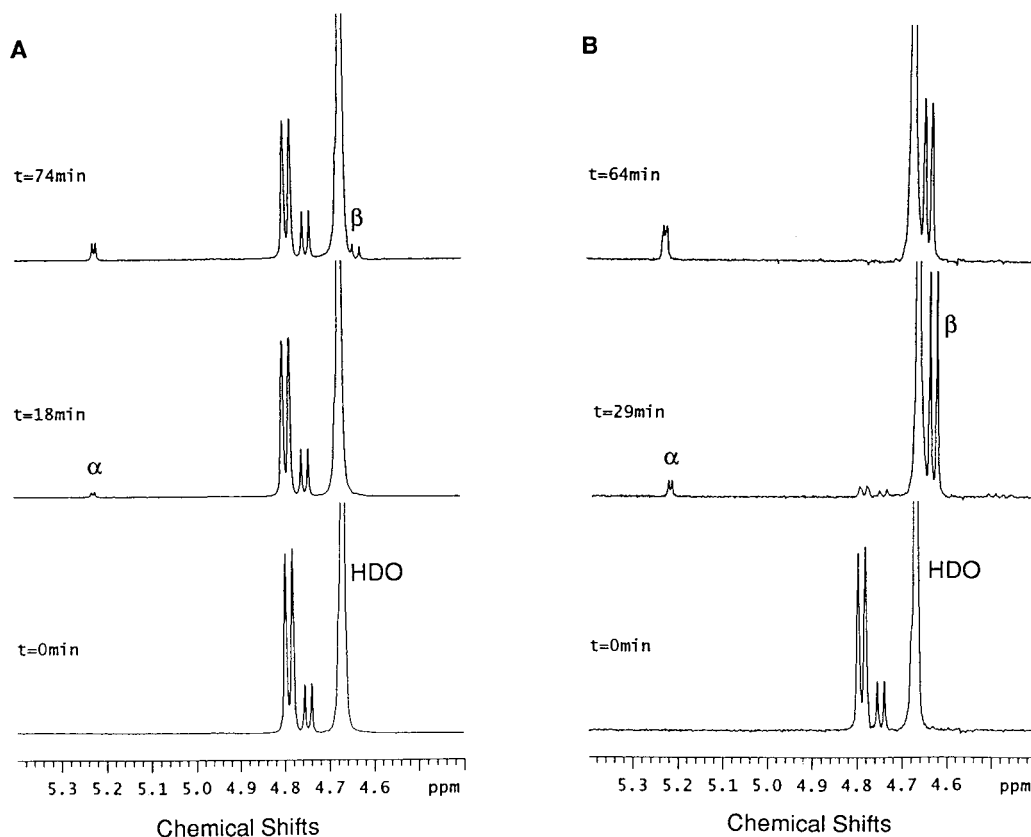 A
t=74min
β
t=18min
α
HDO
t=0min
5.3 5.2 5.1 5.0 4.9 4.8 4.7 4.6 ppm
Chemical Shifts
B
t=64min
β
t=29min
α
HDO
t=0min
5.3 5.2 5.1 5.0 4.9 4.8 4.7 4.6 ppm
Chemical Shifts